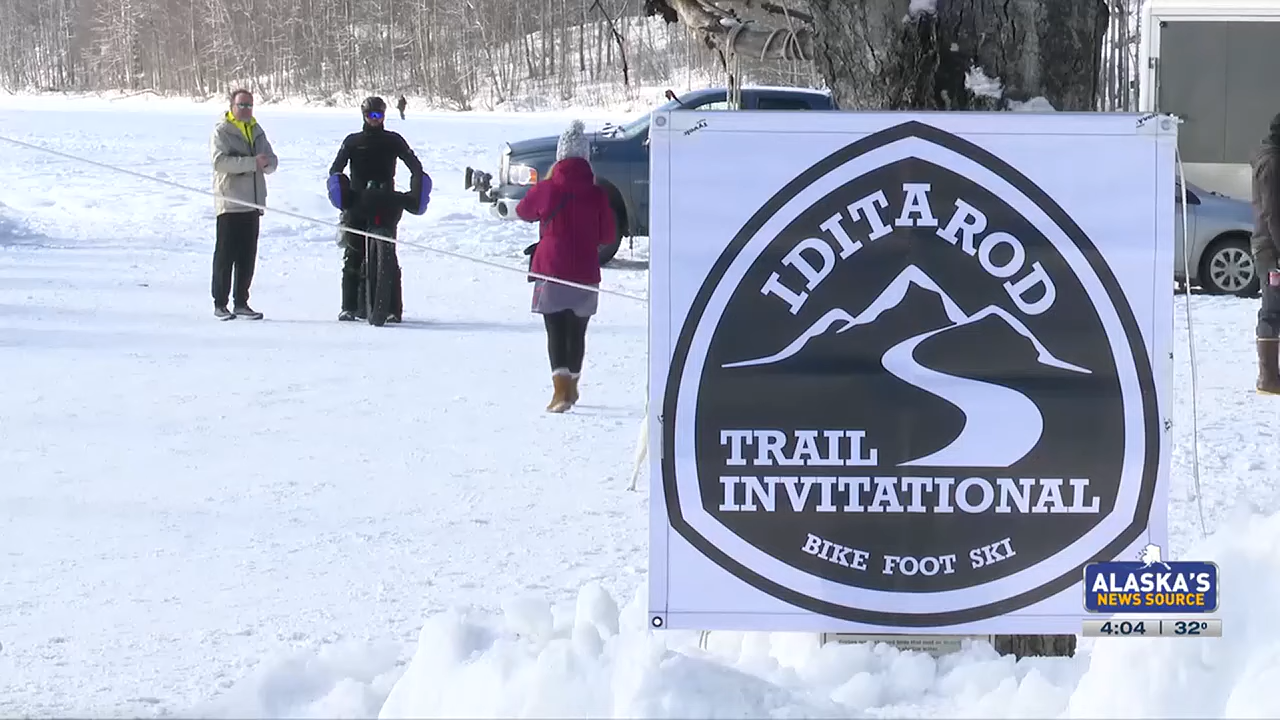 IDITAROD
TRAIL
INVITATIONAL
BIKE FOOT SKI
ALASKA'S
NEWS SOURCE
4:04 | 32°